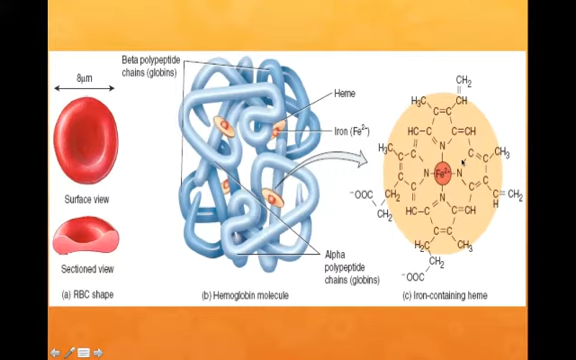 Beta polypeptide
chains (globins)
8μm
Surface view
Sectioned view
(a) RBC shape
Heme
Iron (Fe²⁺)
Alpha
polypeptide
chains (globins)
(b) Hemoglobin molecule
CH₂
H₃C C CH
C=C
HC=C C=CH
N
H₃C C C C C CH₃
N Fe²⁺ N
⁻OOC CH₂ C C C C C=CH₂
CH₂ N H
HC=C C=CH
C=C
H₂C CH₃
CH₂
⁻OOC
(c) Iron-containing heme